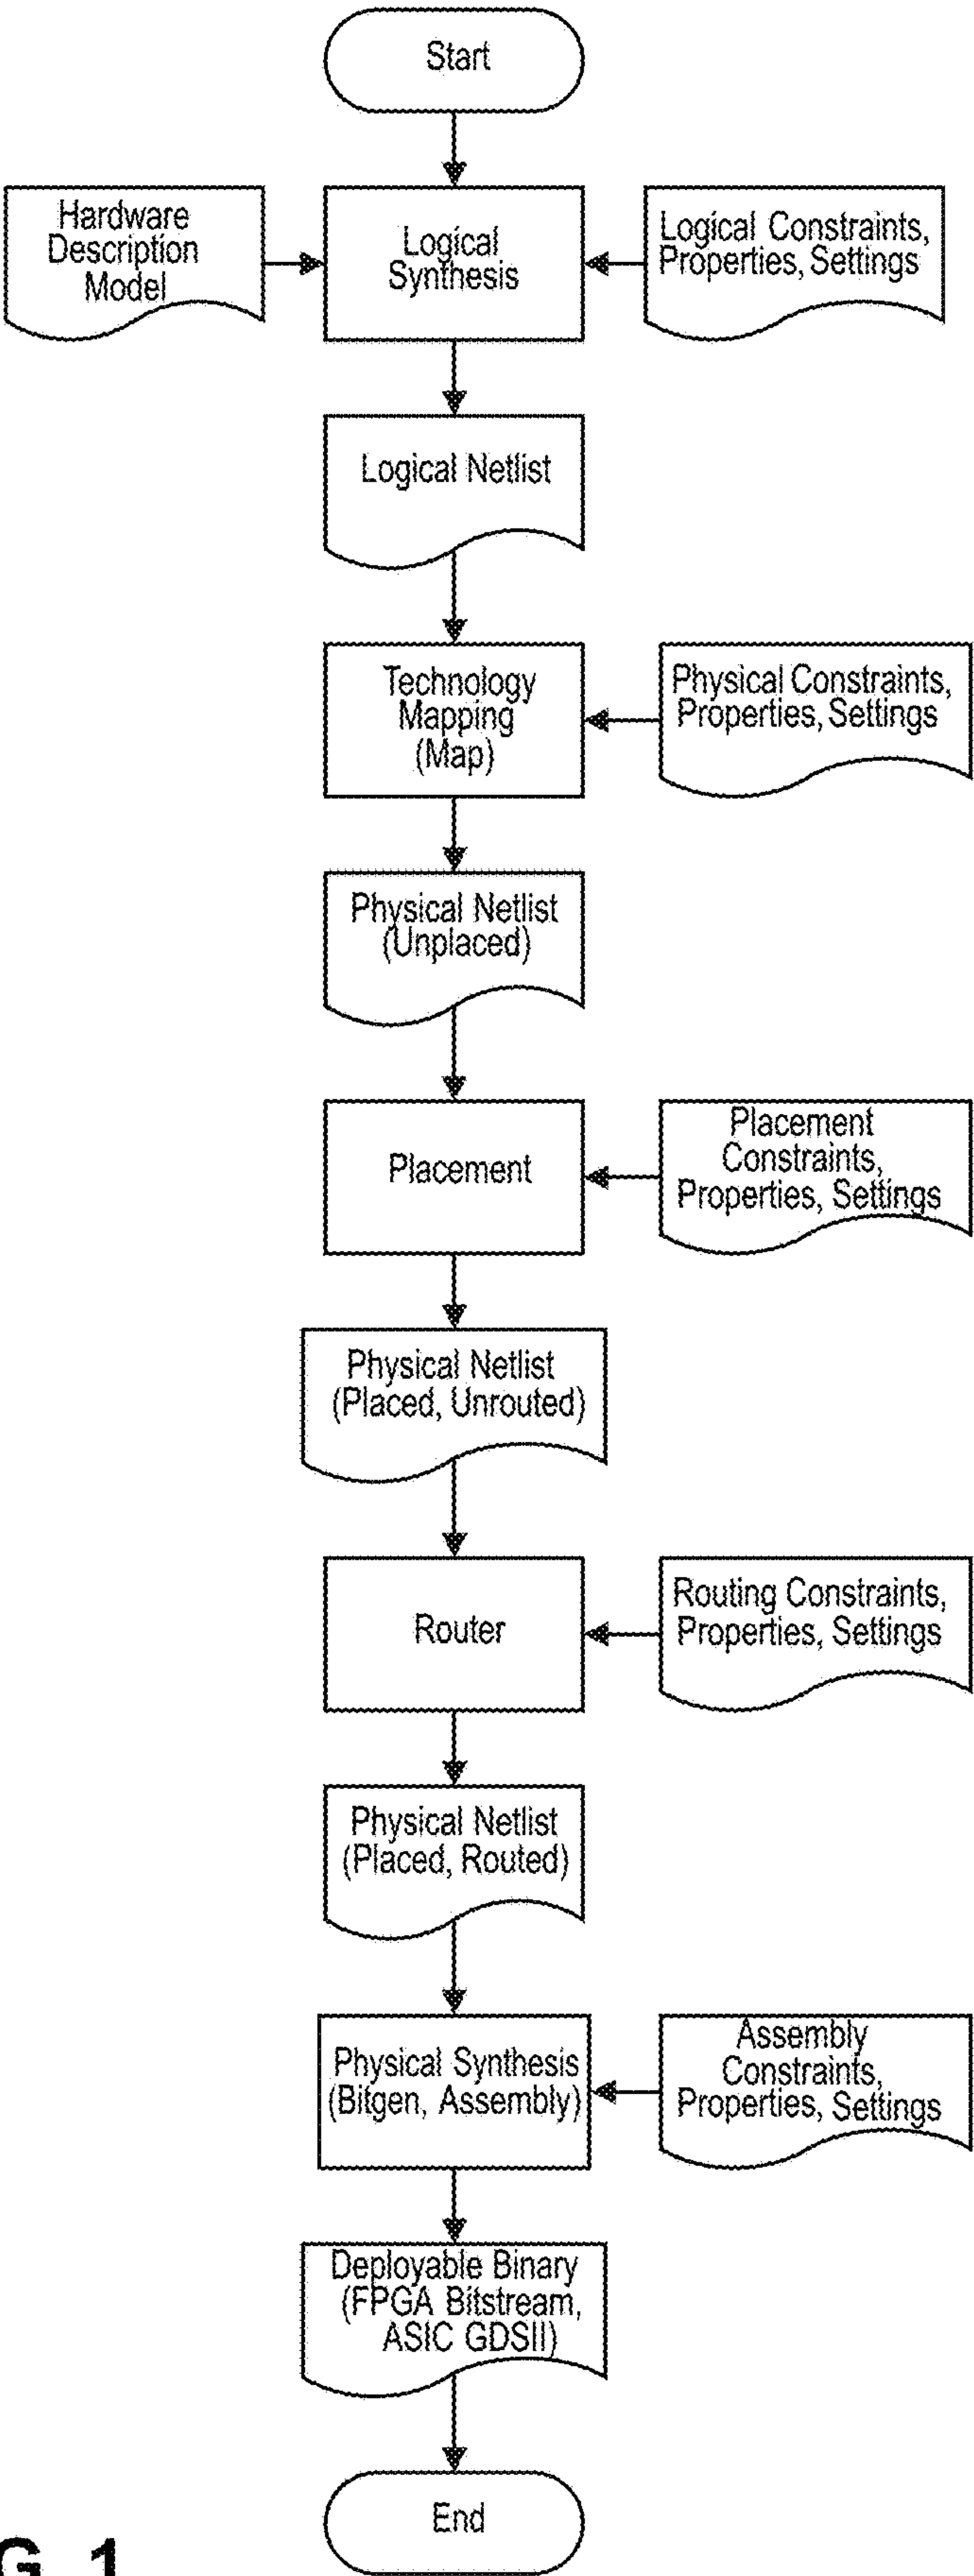 Start
Hardware
Description
Model
Logical
Synthesis
Logical Constraints,
Properties, Settings
Logical Netlist
Technology
Mapping
(Map)
Physical Constraints,
Properties, Settings
Physical Netlist
(Unplaced)
Placement
Placement
Constraints,
Properties, Settings
Physical Netlist
(Placed, Unrouted)
Router
Routing Constraints,
Properties, Settings
Physical Netlist
(Placed, Routed)
Physical Synthesis
(Bitgen, Assembly)
Assembly
Constraints,
Properties, Settings
Deployable Binary
(FPGA Bitstream,
ASIC GDSII)
End
G. 1